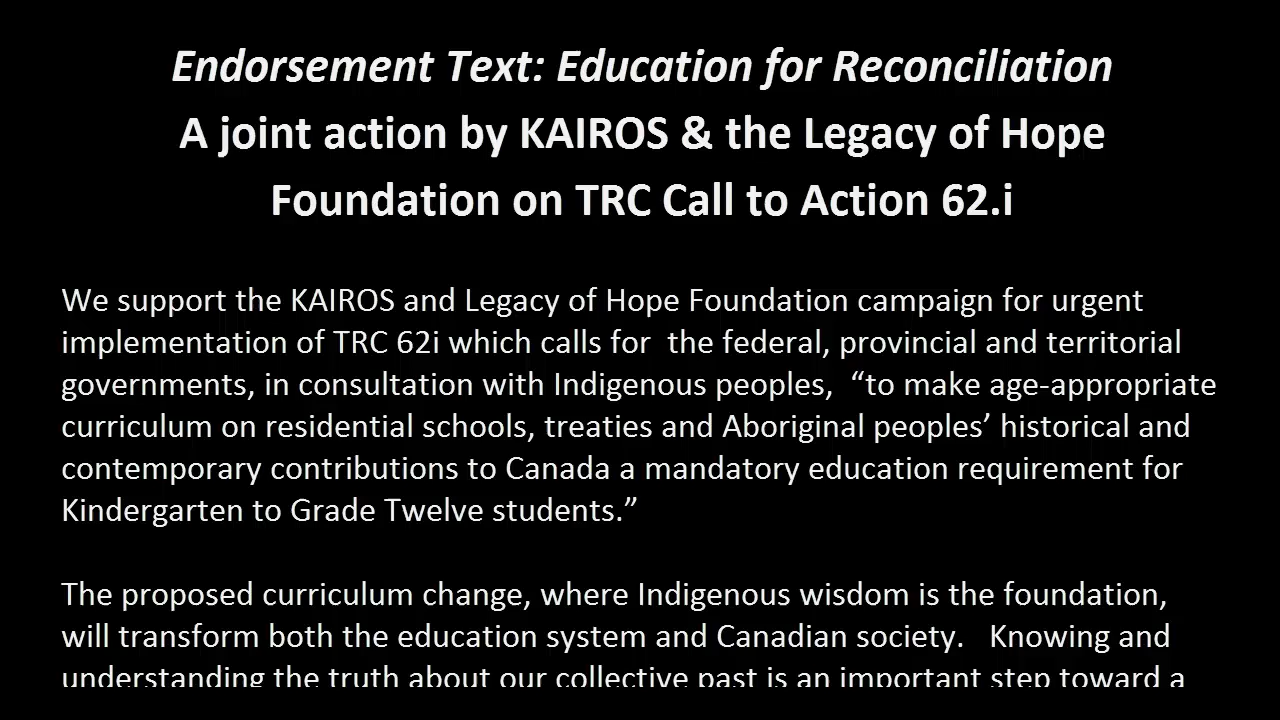 Endorsement Text: Education for Reconciliation
A joint action by KAIROS & the Legacy of Hope
Foundation on TRC Call to Action 62.i
We support the KAIROS and Legacy of Hope Foundation campaign for urgent
implementation of TRC 62i which calls for  the federal, provincial and territorial
governments, in consultation with Indigenous peoples,  “to make age-appropriate
curriculum on residential schools, treaties and Aboriginal peoples’ historical and
contemporary contributions to Canada a mandatory education requirement for
Kindergarten to Grade Twelve students.”
The proposed curriculum change, where Indigenous wisdom is the foundation,
will transform both the education system and Canadian society.   Knowing and
understanding the truth about our collective past is an important step toward a